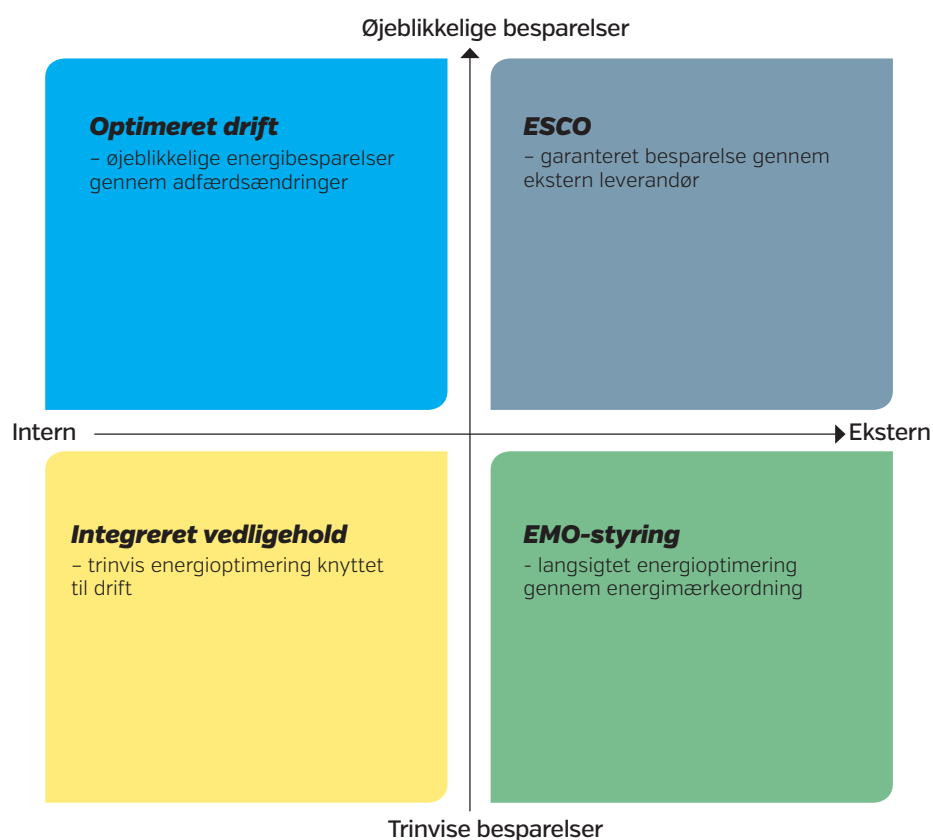 Øjeblikkelige besparelser
Optimeret drift
– øjeblikkelige energibesparelser
gennem adfærdsændringer
ESCO
– garanteret besparelse gennem
ekstern leverandør
Intern
Ekstern
Integreret vedligehold
– trinvis energioptimering knyttet
til drift
EMO-styring
- langsigtet energioptimering
gennem energimærkeordning
Trinvise besparelser